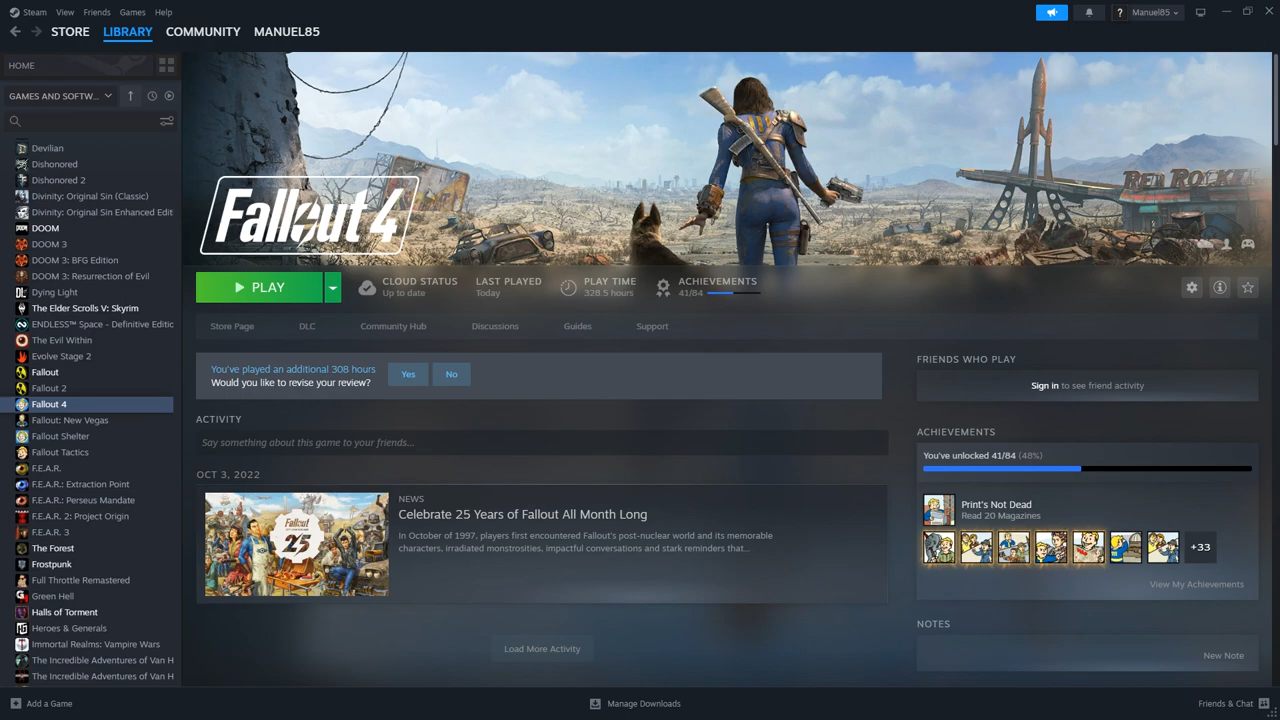 Steam View Friends Games Help
? Manuel85
STORE LIBRARY COMMUNITY MANUEL85
HOME
GAMES AND SOFTW...
Devilian
Dishonored
Dishonored 2
Divinity: Original Sin (Classic)
Divinity: Original Sin Enhanced Edit
DOOM
DOOM 3
DOOM 3: BFG Edition
DOOM 3: Resurrection of Evil
Dying Light
The Elder Scrolls V: Skyrim
ENDLESS™ Space - Definitive Editic
The Evil Within
Evolve Stage 2
Fallout
Fallout 2
Fallout 4
Fallout: New Vegas
Fallout Shelter
Fallout Tactics
F.E.A.R.
F.E.A.R.: Extraction Point
F.E.A.R.: Perseus Mandate
F.E.A.R. 2: Project Origin
F.E.A.R. 3
The Forest
Frostpunk
Full Throttle Remastered
Green Hell
Halls of Torment
Heroes & Generals
Immortal Realms: Vampire Wars
The Incredible Adventures of Van H
The Incredible Adventures of Van H
Fallout 4
RED ROCKET
PLAY
CLOUD STATUS
Up to date
LAST PLAYED
Today
PLAY TIME
328.5 hours
ACHIEVEMENTS
41/84
Store Page DLC Community Hub Discussions Guides Support
You've played an additional 308 hours
Would you like to revise your review?
Yes No
ACTIVITY
Say something about this game to your friends...
OCT 3, 2022
Fallout
25
NEWS
Celebrate 25 Years of Fallout All Month Long
In October of 1997, players first encountered Fallout's post-nuclear world and its memorable
characters, irradiated monstrosities, impactful conversations and stark reminders that...
Load More Activity
FRIENDS WHO PLAY
Sign in to see friend activity
ACHIEVEMENTS
You've unlocked 41/84 (48%)
Print's Not Dead
Read 20 Magazines
+33
View My Achievements
NOTES
New Note
Add a Game
Manage Downloads
Friends & Chat